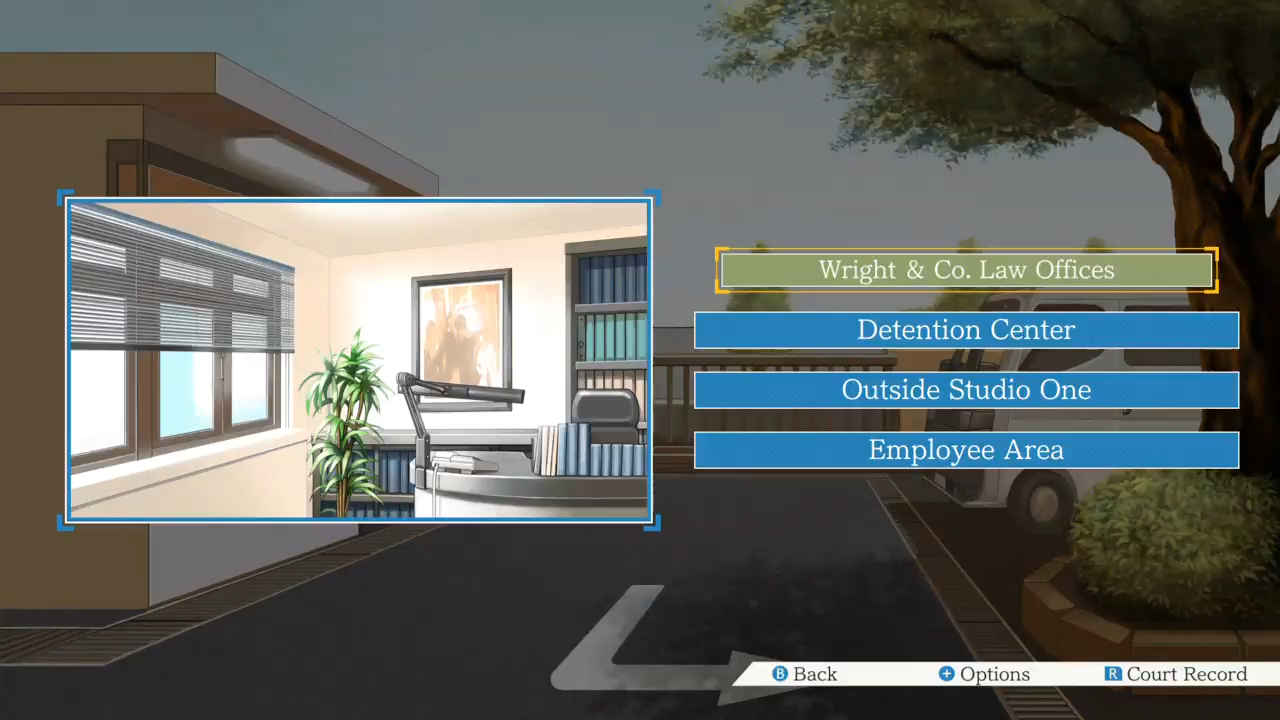 Wright & Co. Law Offices
Detention Center
Outside Studio One
Employee Area
B Back
+ Options
R Court Record